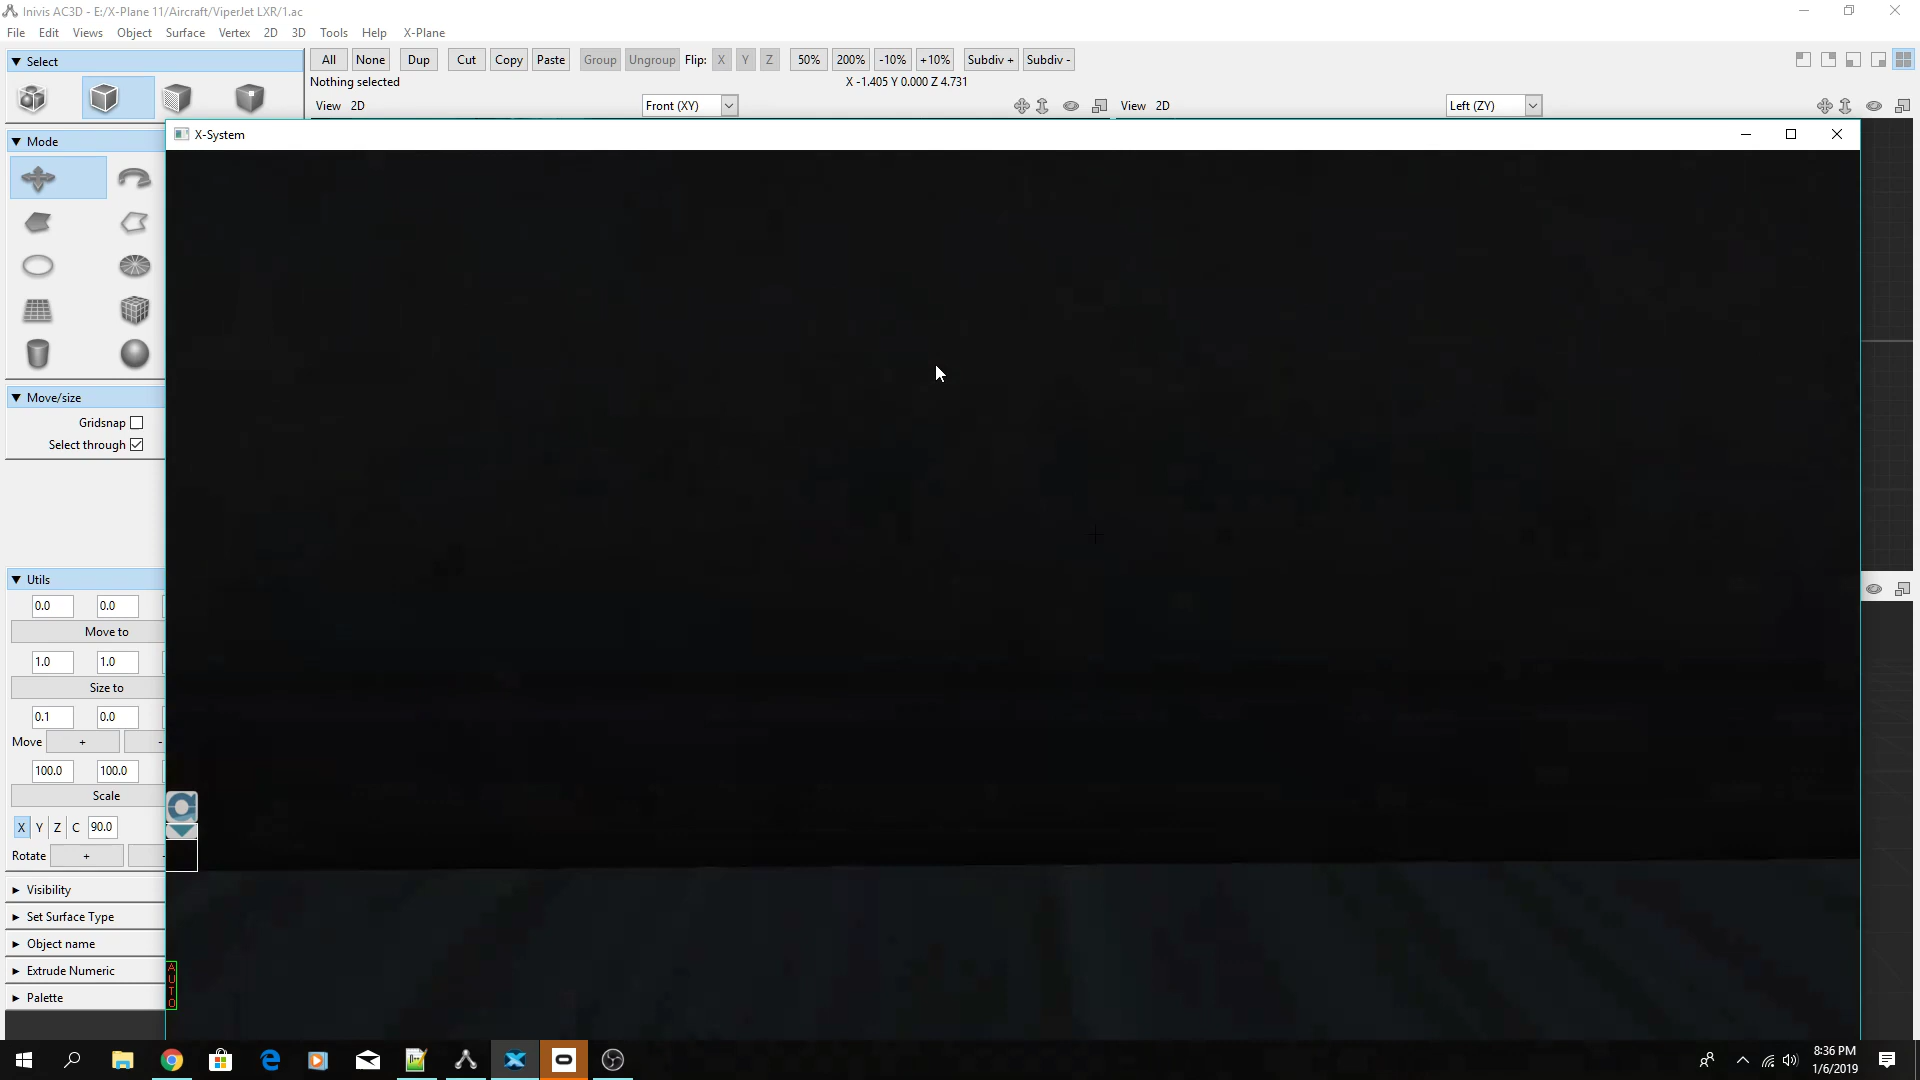 Inivis AC3D - E:/X-Plane 11/Aircraft/ViperJet LXR/1.ac
File Edit Views Object Surface Vertex 2D 3D Tools Help X-Plane
Select
All None Dup Cut Copy Paste Group Ungroup Flip: X Y Z 50% 200% -10% +10% Subdiv + Subdiv -
Nothing selected
X -1.405 Y 0.000 Z 4.731
View 2D Front (XY)
View 2D Left (ZY)
X-System
Mode
Move/size
Gridsnap
Select through
Utils
0.0 0.0
Move to
1.0 1.0
Size to
0.1 0.0
Move + -
100.0 100.0
Scale
X Y Z C 90.0
Rotate + -
Visibility
Set Surface Type
Object name
Extrude Numeric
Palette
AUTO
8:36 PM
1/6/2019